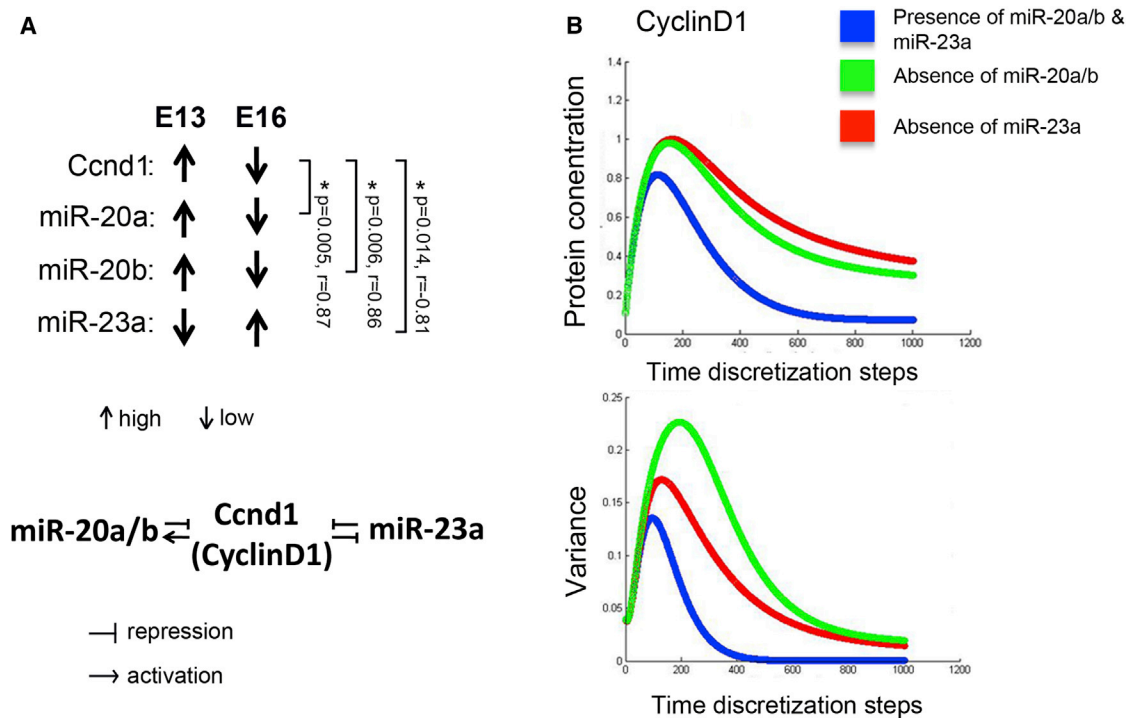 A
E13 E16
Ccnd1:
miR-20a:
miR-20b:
miR-23a:
*p=0.005, r=0.87
*p=0.006, r=0.86
*p=0.014, r=-0.81
high low
miR-20a/b Ccnd1 miR-23a
(CyclinD1)
repression
activation
B CyclinD1
Presence of miR-20a/b &
miR-23a
Absence of miR-20a/b
Absence of miR-23a
Protein conentration
1.4
1.2
1
0.8
0.6
0.4
0.2
0
0 200 400 600 800 1000 1200
Time discretization steps
Variance
0.25
0.2
0.15
0.1
0.05
0
0 200 400 600 800 1000 1200
Time discretization steps